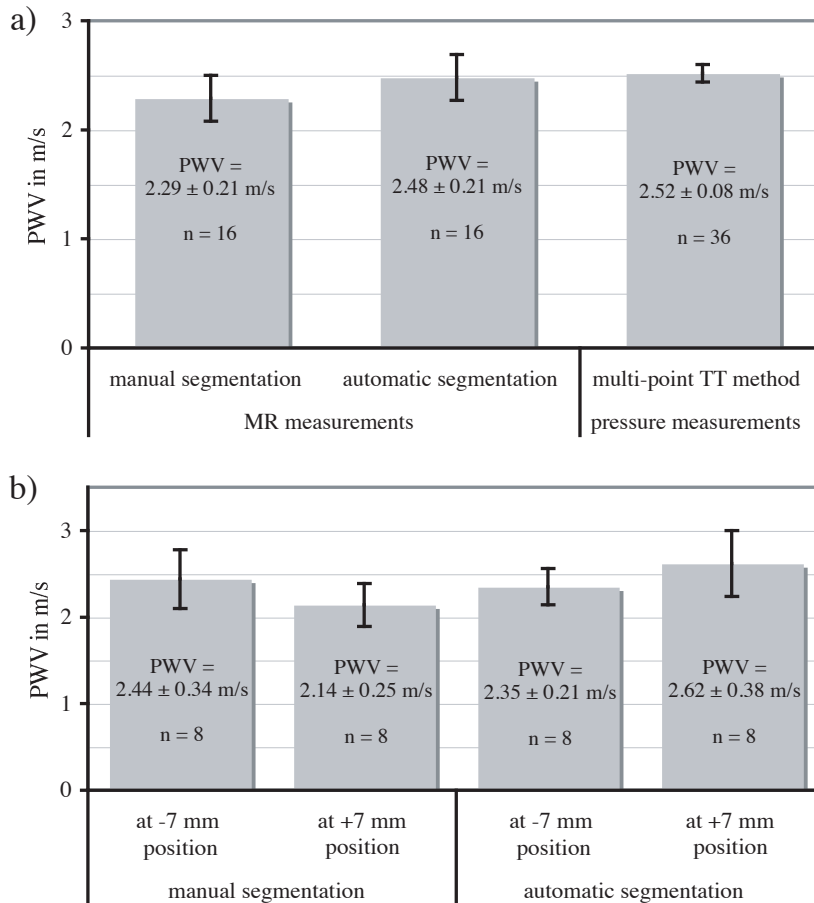 a)
PWV in m/s
3
2
1
0
PWV =
2.29 ± 0.21 m/s
n = 16
PWV =
2.48 ± 0.21 m/s
n = 16
PWV =
2.52 ± 0.08 m/s
n = 36
manual segmentation
automatic segmentation
multi-point TT method
MR measurements
pressure measurements
b)
PWV in m/s
3
2
1
0
PWV =
2.44 ± 0.34 m/s
n = 8
PWV =
2.14 ± 0.25 m/s
n = 8
PWV =
2.35 ± 0.21 m/s
n = 8
PWV =
2.62 ± 0.38 m/s
n = 8
at -7 mm
position
at +7 mm
position
at -7 mm
position
at +7 mm
position
manual segmentation
automatic segmentation